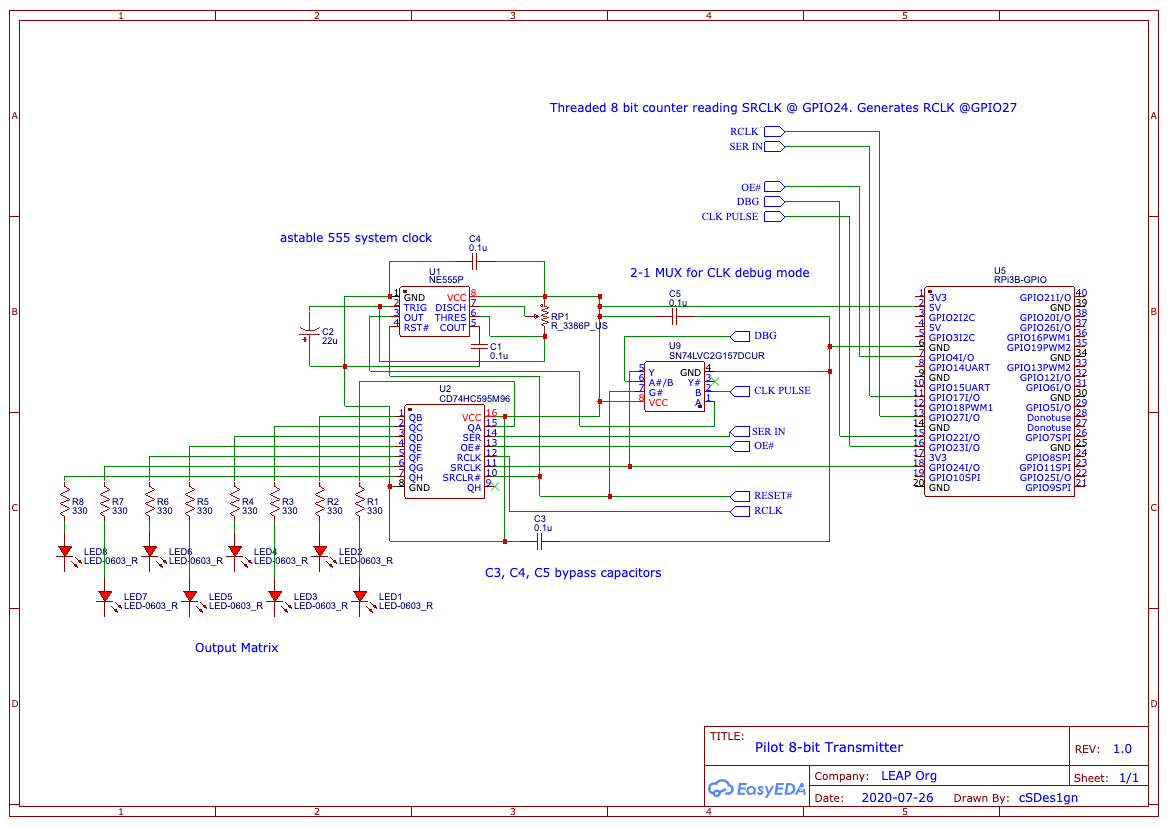 1 2 3 4 5
A
B
C
D
A
B
C
D
Threaded 8 bit counter reading SRCLK @ GPIO24. Generates RCLK @GPIO27
RCLK
SER IN
OE#
DBG
CLK PULSE
astable 555 system clock
C4
0.1u
2-1 MUX for CLK debug mode
U1
NE555P
1 GND VCC 8
2 TRIG DISCH 7
3 OUT THRES 6
4 RST# COUT 5
RP1
R_3386P_US
C2
22u
C1
0.1u
C5
0.1u
DBG
U9
SN74LVC2G157DCUR
5 Y GND 4
6 A#/B Y# 3
7 G# B 2
8 VCC A 1
CLK PULSE
SER IN
OE#
RESET#
RCLK
U2
CD74HC595M96
1 QB VCC 16
2 QC QA 15
3 QD SER 14
4 QE OE# 13
5 QF RCLK 12
6 QG SRCLK 11
7 QH SRCLR# 10
8 GND QH 9
C3
0.1u
C3, C4, C5 bypass capacitors
U5
RPi3B-GPIO
1 3V3 GPIO21I/O 40
2 5V GND 39
3 GPIO2I2C GPIO20I/O 38
4 5V GPIO26I/O 37
5 GPIO3I2C GPIO16PWM1 36
6 GND GPIO19PWM2 35
7 GPIO4I/O GND 34
8 GPIO14UART GPIO13PWM2 33
9 GND GPIO12I/O 32
10 GPIO15UART GPIO6I/O 31
11 GPIO17I/O GND 30
12 GPIO18PWM1 GPIO5I/O 29
13 GPIO27I/O Donotuse 28
14 GND Donotuse 27
15 GPIO22I/O GPIO7SPI 26
16 GPIO23I/O GND 25
17 3V3 GPIO8SPI 24
18 GPIO24I/O GPIO11SPI 23
19 GPIO10SPI GPIO25I/O 22
20 GND GPIO9SPI 21
R8
330
R7
330
R6
330
R5
330
R4
330
R3
330
R2
330
R1
330
LED8
LED-0603_R
LED6
LED-0603_R
LED4
LED-0603_R
LED2
LED-0603_R
LED7
LED-0603_R
LED5
LED-0603_R
LED3
LED-0603_R
LED1
LED-0603_R
Output Matrix
TITLE:
Pilot 8-bit Transmitter
REV: 1.0
EasyEDA
Company: LEAP Org
Sheet: 1/1
Date: 2020-07-26 Drawn By: cSDes1gn
1 2 3 4 5